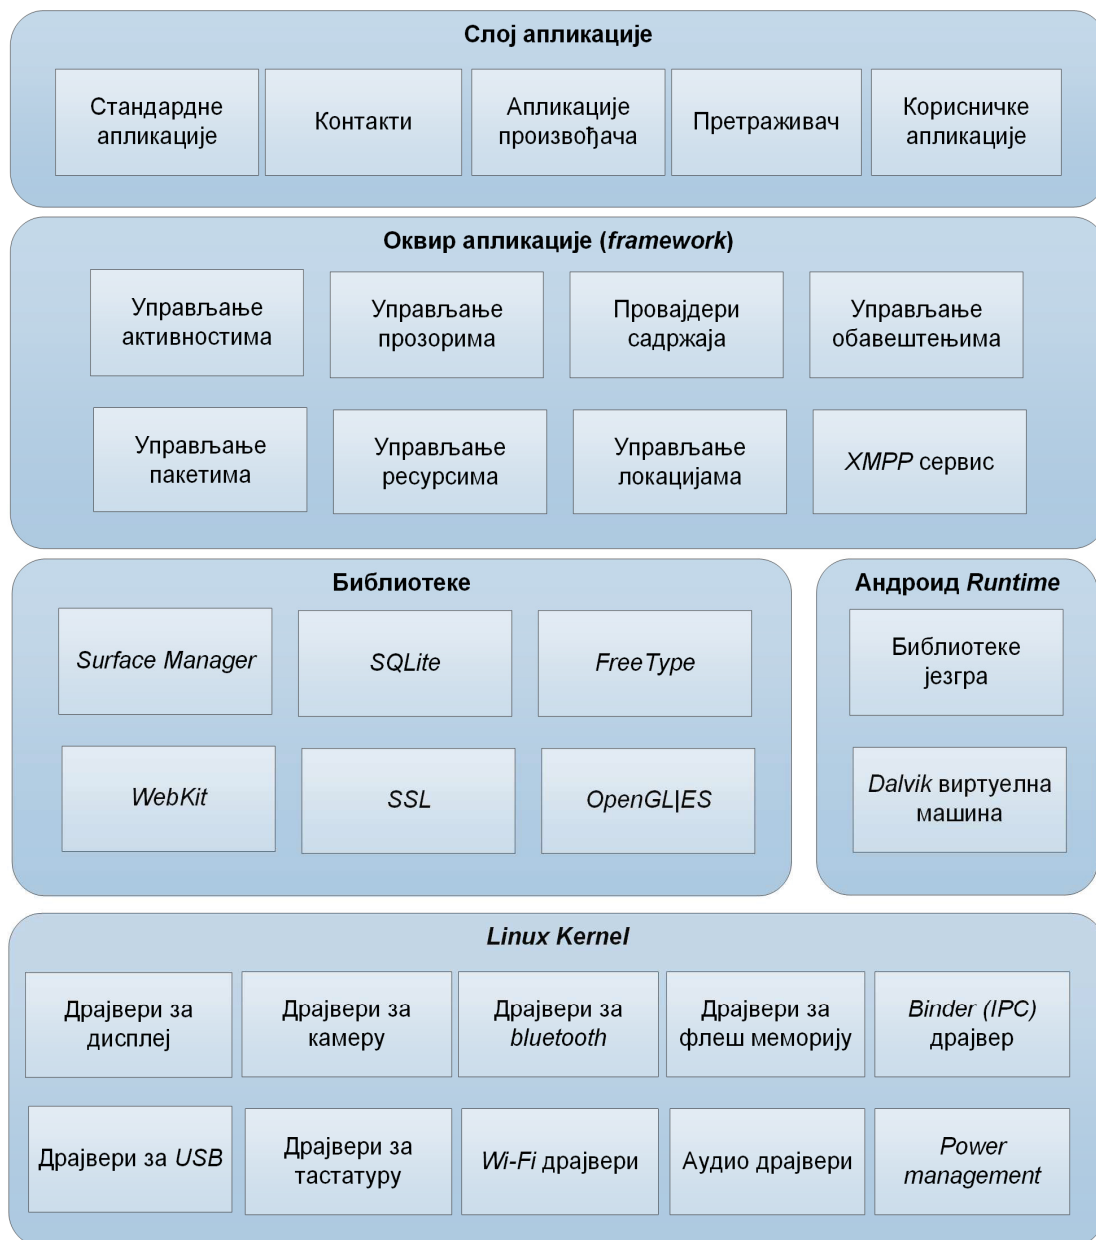 Слој апликације
Стандардне
апликације
Контакти
Апликације
произвођача
Претраживач
Корисничке
апликације
Оквир апликације (framework)
Управљање
активностима
Управљање
прозорима
Провајдери
садржаја
Управљање
обавештењима
Управљање
пакетима
Управљање
ресурсима
Управљање
локацијама
XMPP сервис
Библиотеке
Surface Manager
SQLite
FreeType
WebKit
SSL
OpenGL|ES
Андроид Runtime
Библиотеке
језгра
Dalvik виртуелна
машина
Linux Kernel
Драјвери за
дисплеј
Драјвери за
камеру
Драјвери за
bluetooth
Драјвери за
флеш меморију
Binder (IPC)
драјвер
Драјвери за USB
Драјвери за
тастатуру
Wi-Fi драјвери
Аудио драјвери
Power
management